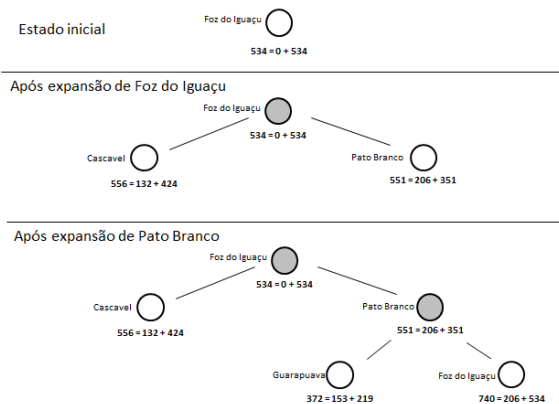 Estado inicial
Foz do Iguaçu
534 = 0 + 534
Após expansão de Foz do Iguaçu
Foz do Iguaçu
534 = 0 + 534
Cascavel
Pato Branco
556 = 132 + 424
551 = 206 + 351
Após expansão de Pato Branco
Foz do Iguaçu
534 = 0 + 534
Cascavel
Pato Branco
556 = 132 + 424
551 = 206 + 351
Guarapuava
Foz do Iguaçu
372 = 153 + 219
740 = 206 + 534